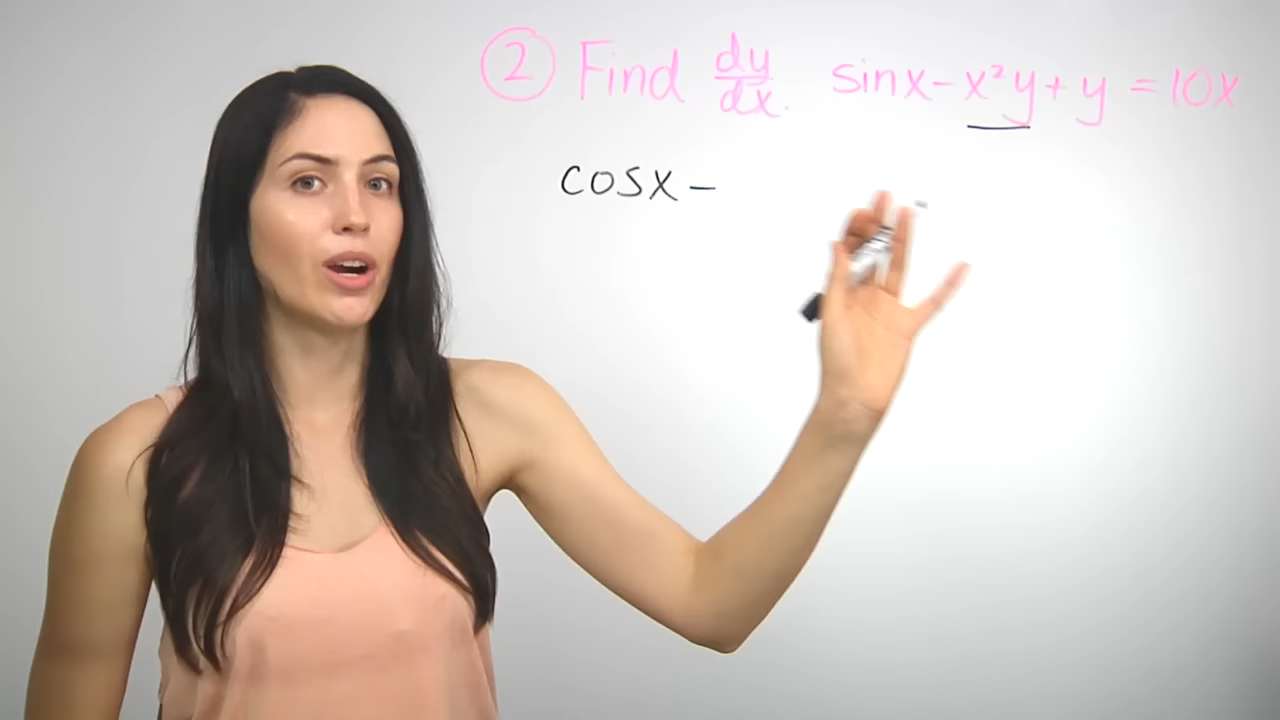 ② Find dy/dx. sinx - x²y + y = 10x
cosx -